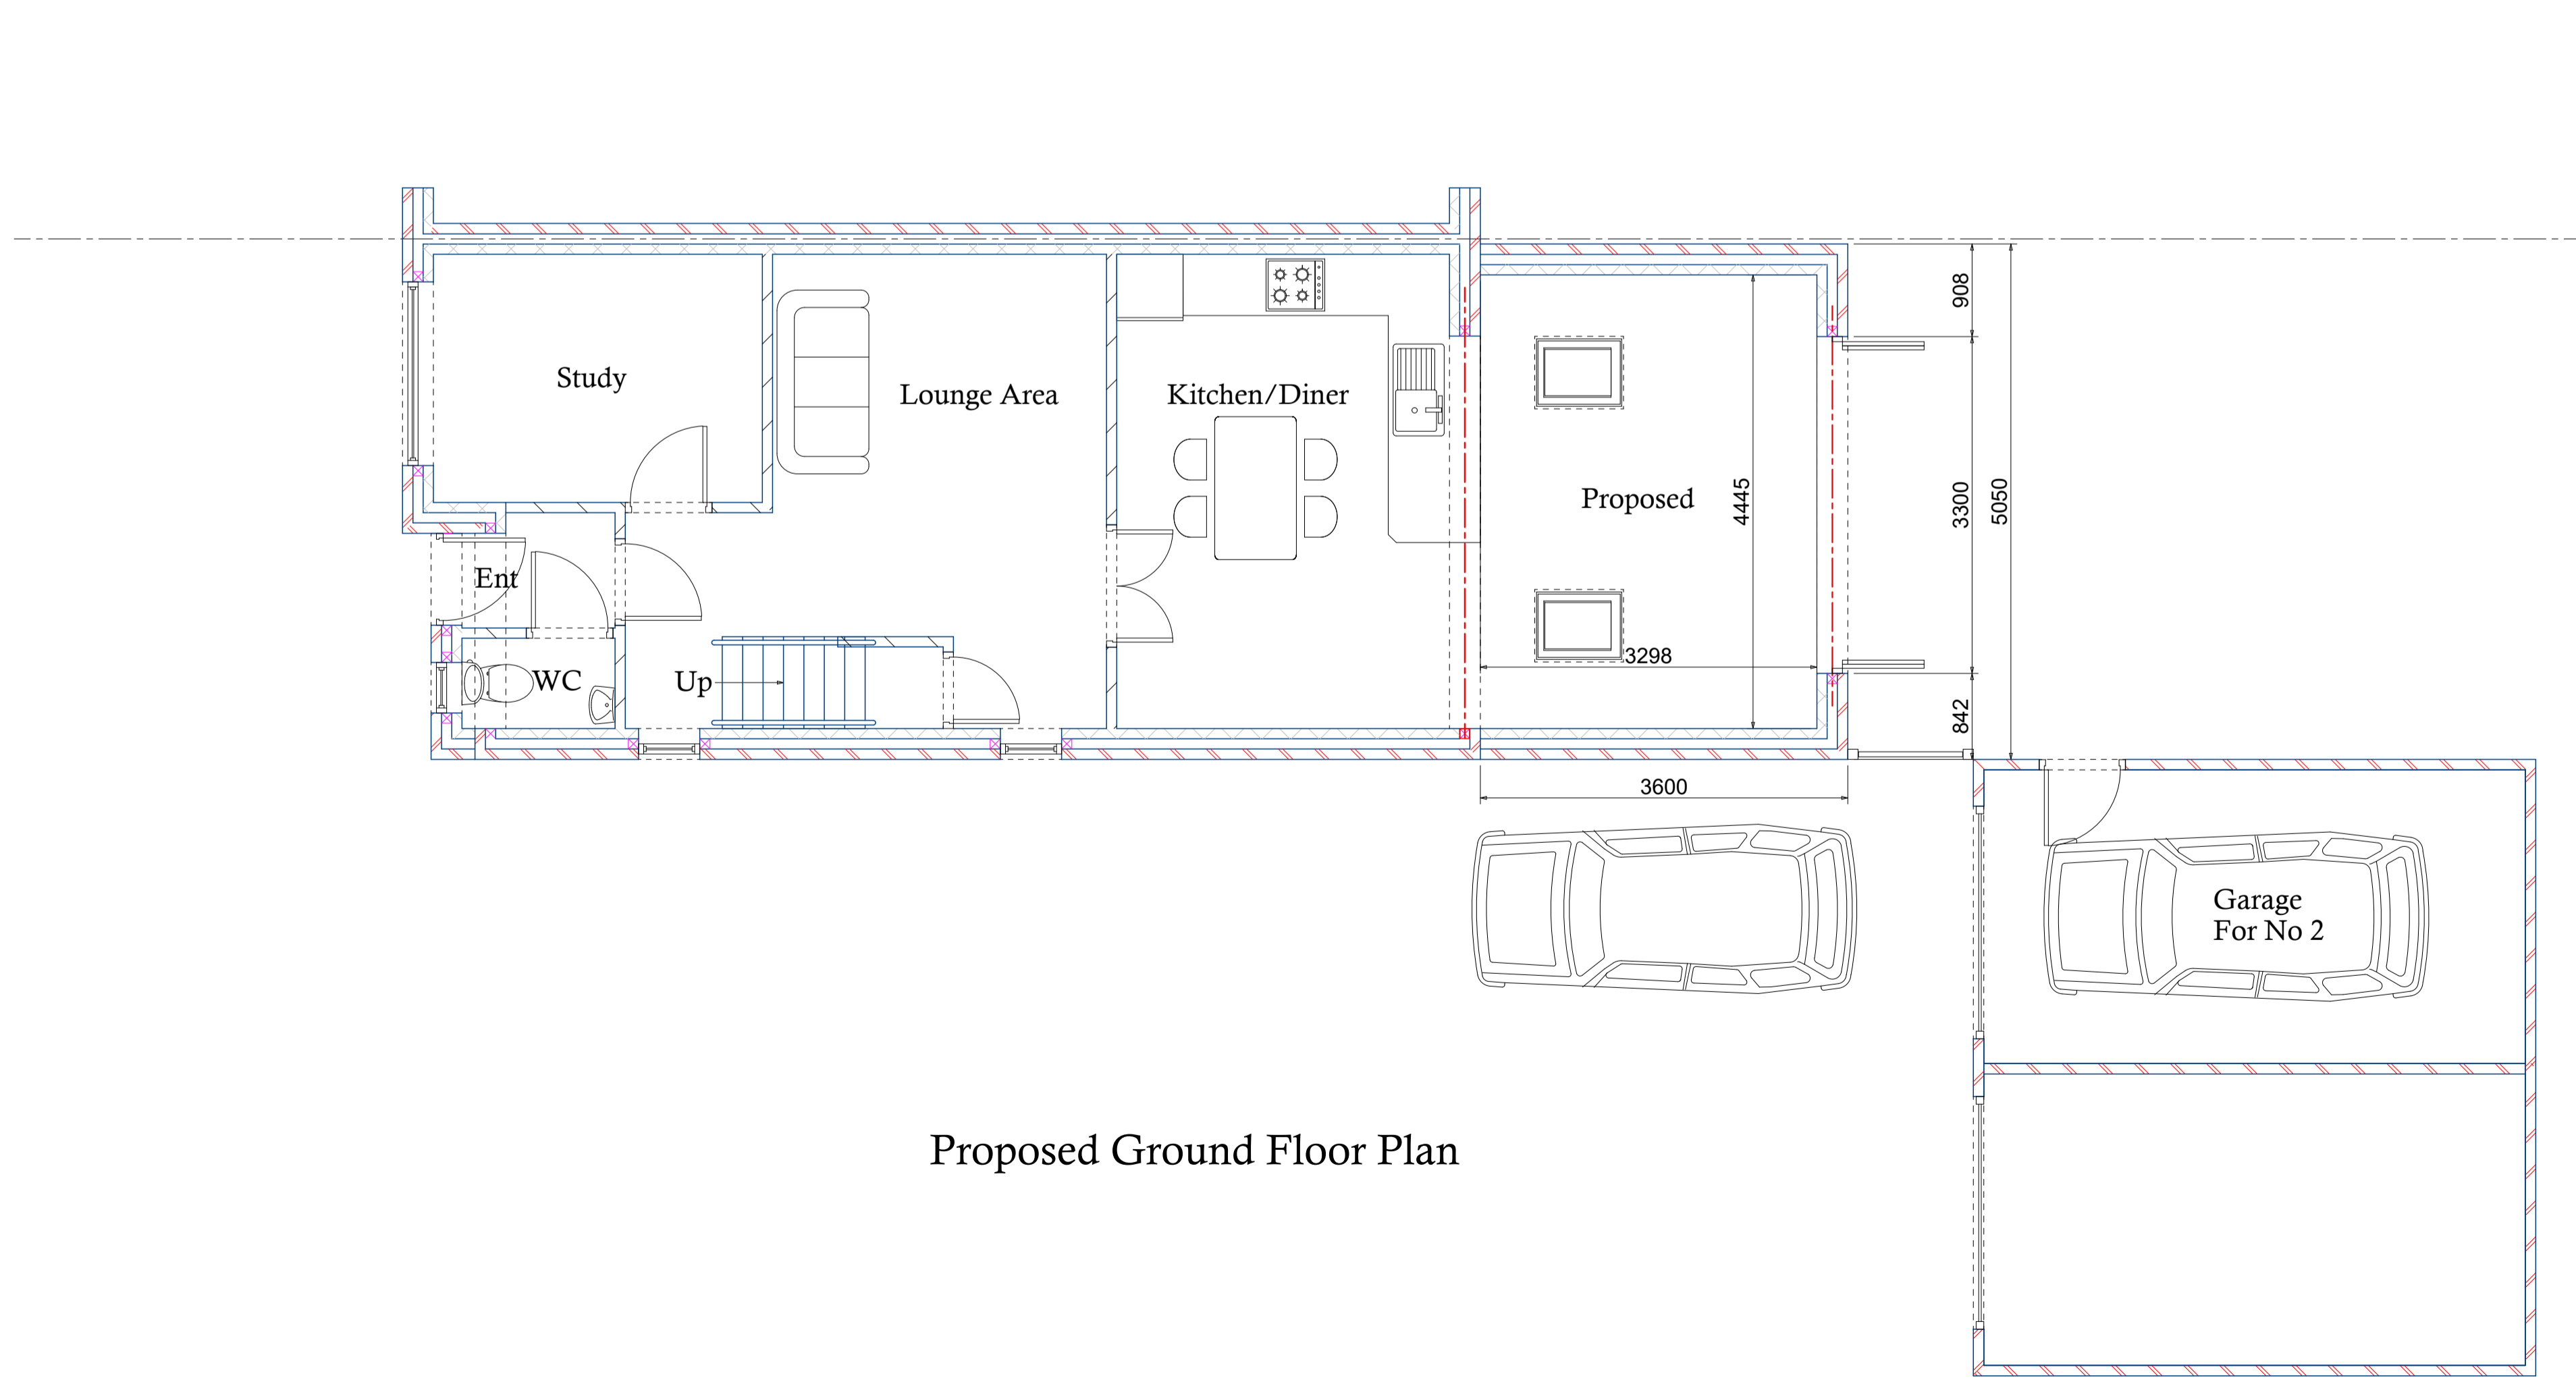 908
Study
Lounge Area
Kitchen/Diner
Proposed
4445
3300
5050
Ent
3298
WC
Up
842
3600
Garage
For No 2
Proposed Ground Floor Plan